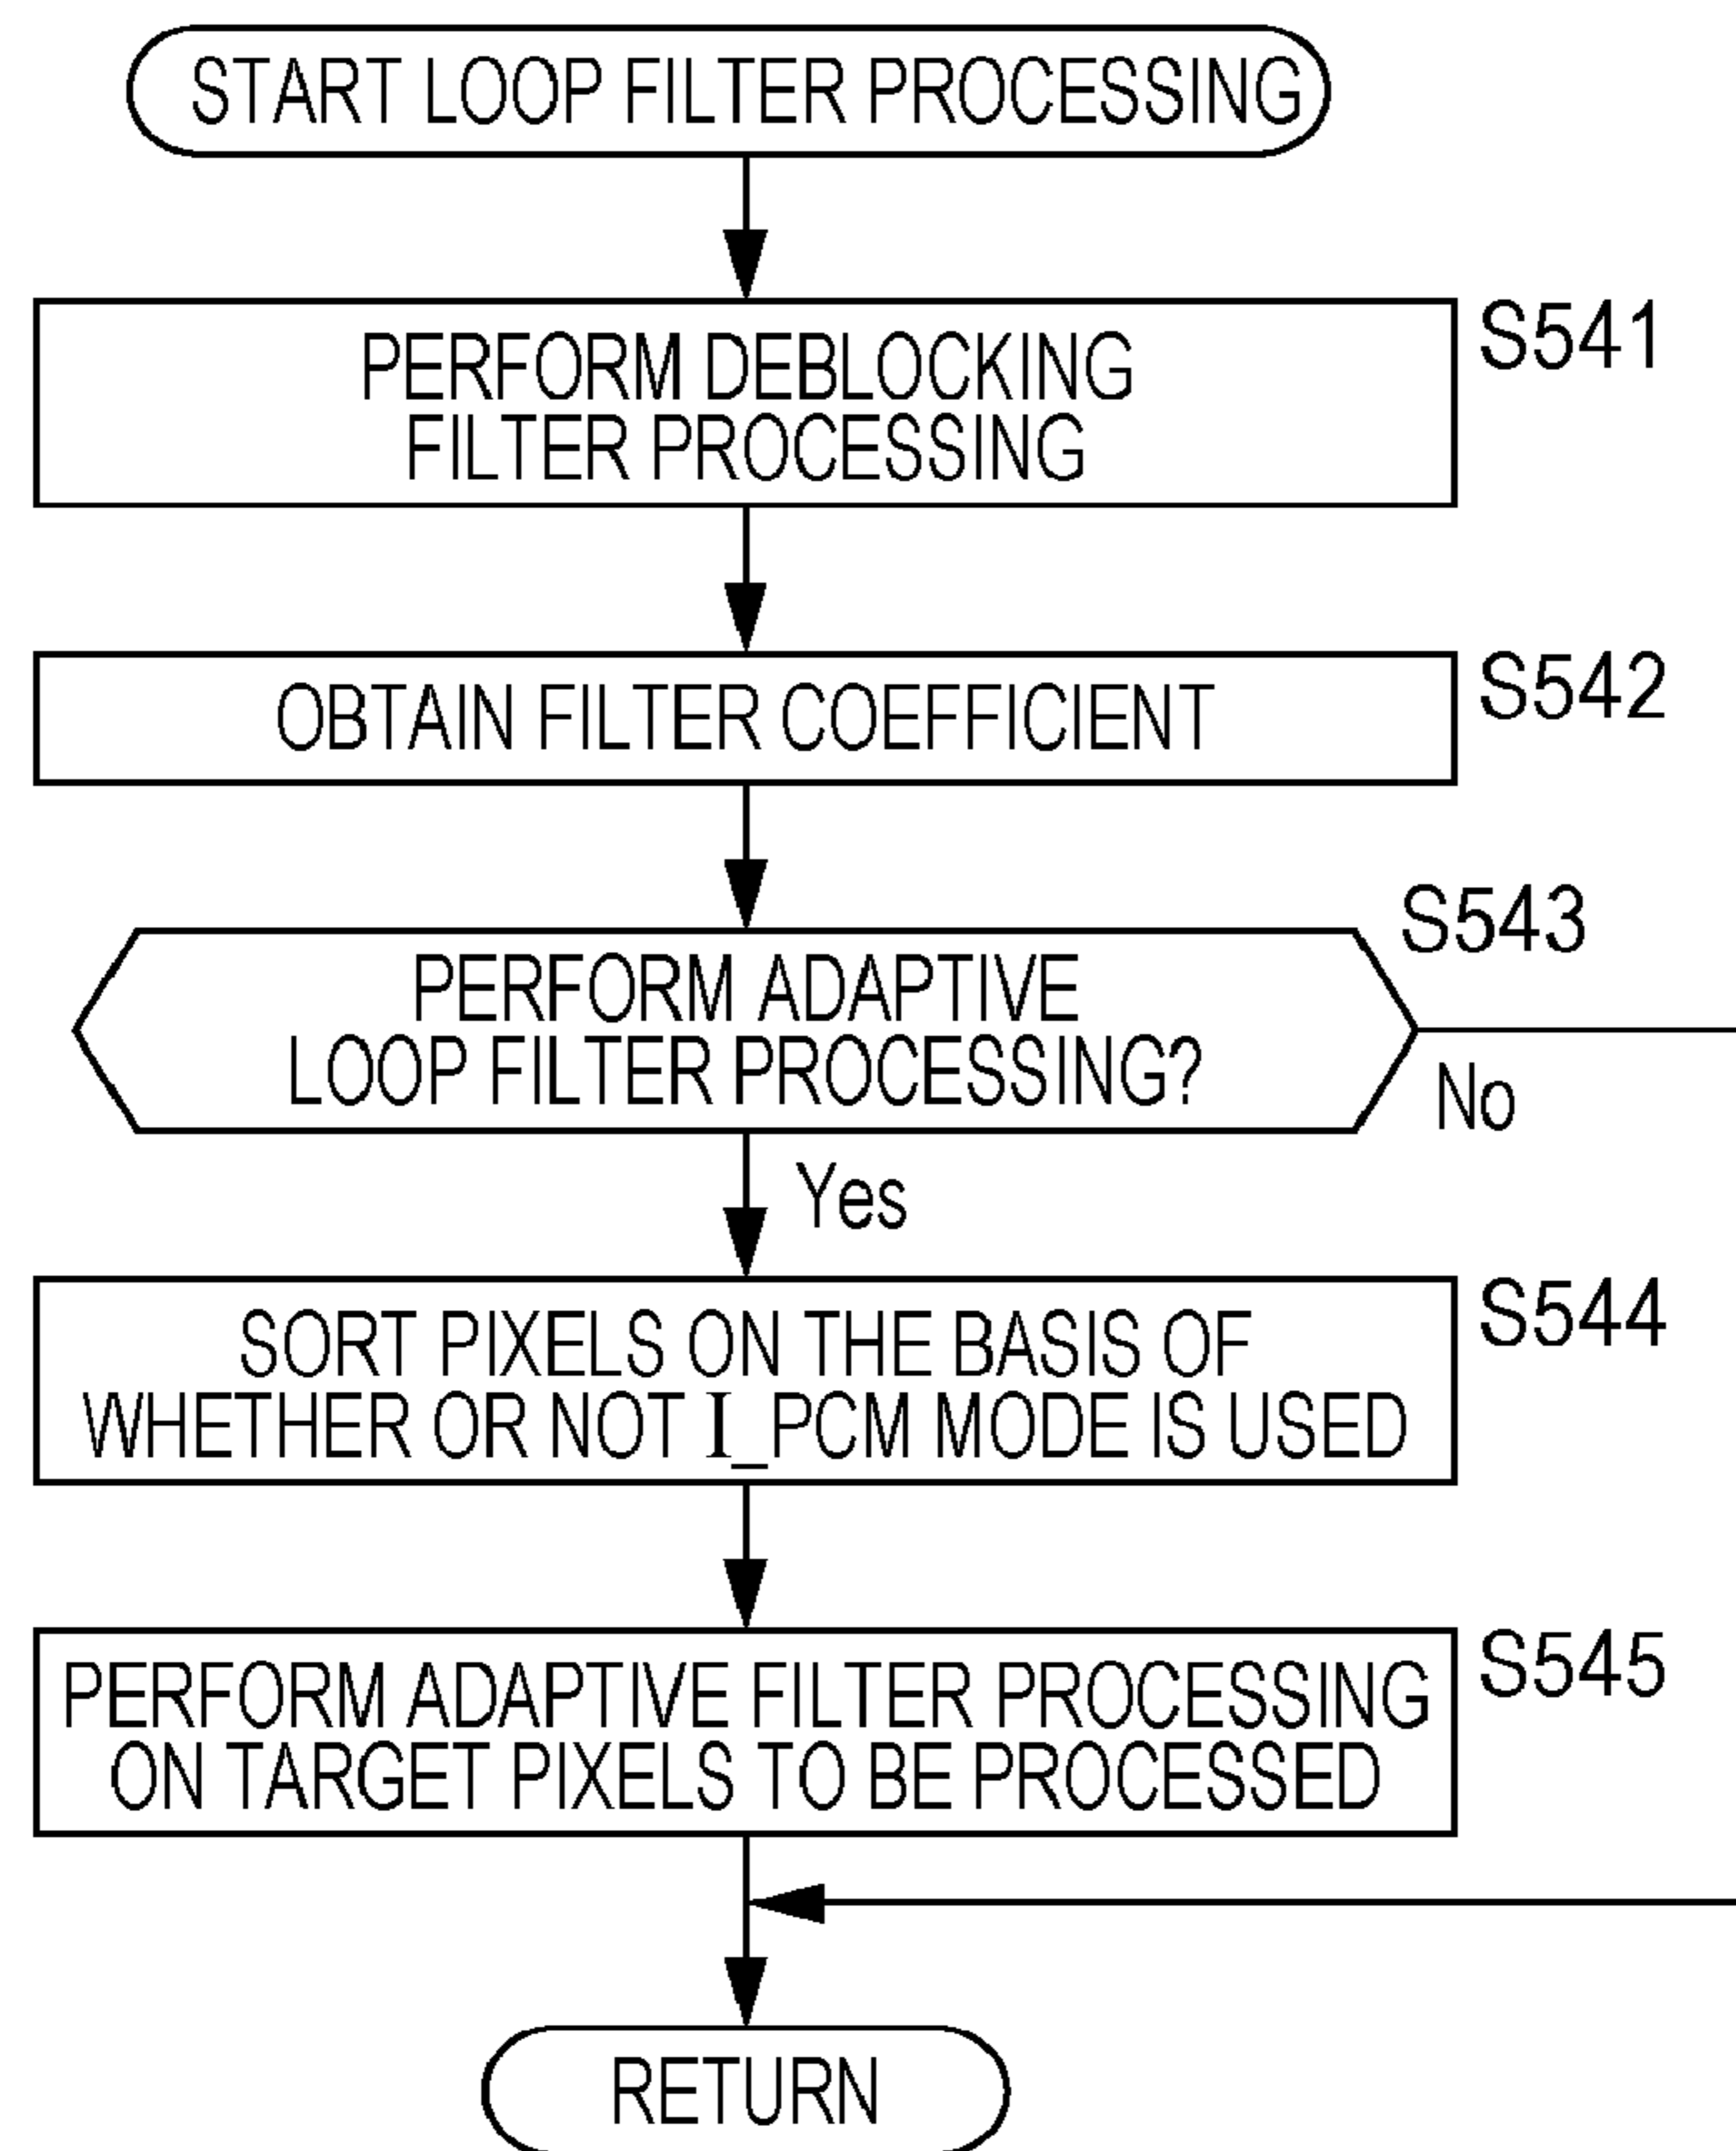 START LOOP FILTER PROCESSING
PERFORM DEBLOCKING
FILTER PROCESSING
S541
OBTAIN FILTER COEFFICIENT
S542
PERFORM ADAPTIVE
LOOP FILTER PROCESSING?
S543
No
Yes
SORT PIXELS ON THE BASIS OF
WHETHER OR NOT I_PCM MODE IS USED
S544
PERFORM ADAPTIVE FILTER PROCESSING
ON TARGET PIXELS TO BE PROCESSED
S545
RETURN